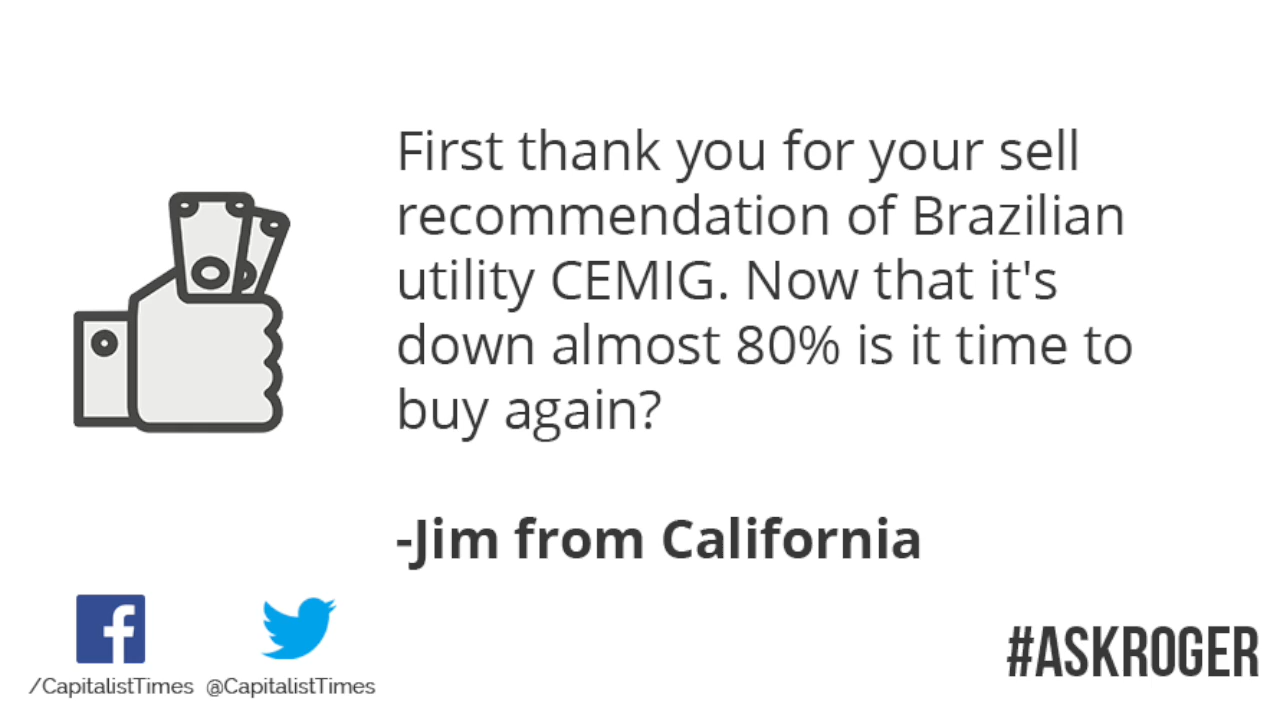 First thank you for your sell
recommendation of Brazilian
utility CEMIG. Now that it's
down almost 80% is it time to
buy again?
-Jim from California
/CapitalistTimes @CapitalistTimes
#ASKROGER